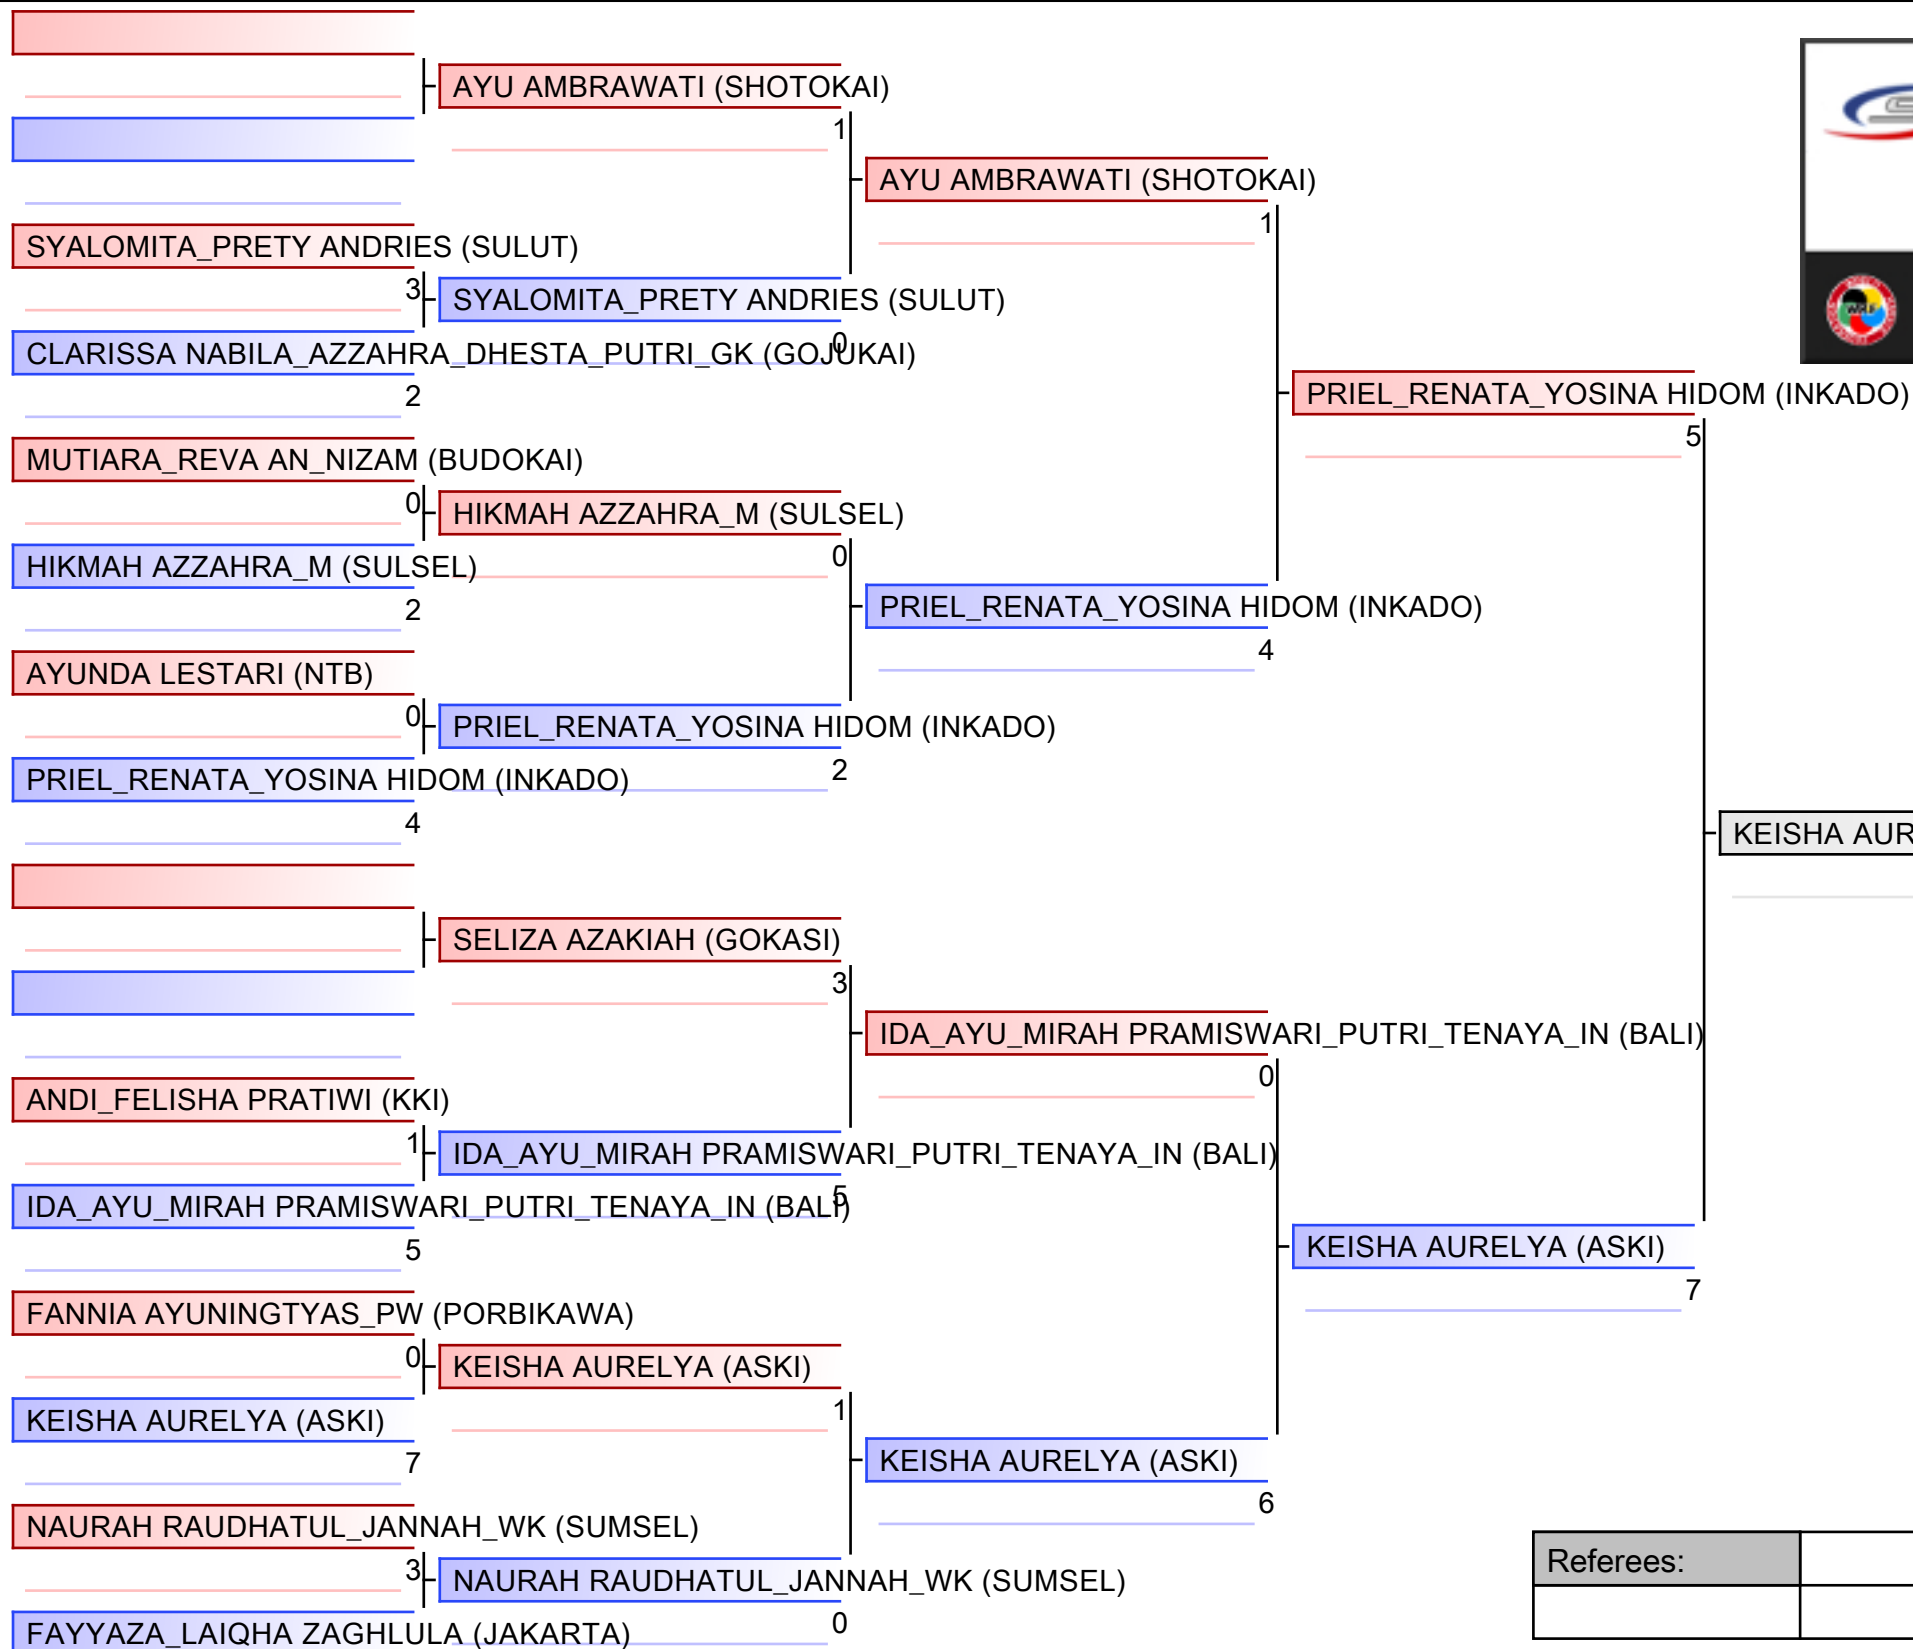 AYU AMBRAWATI (SHOTOKAI)
1
AYU AMBRAWATI (SHOTOKAI)
1
SYALOMITA_PRETY ANDRIES (SULUT)
3
SYALOMITA_PRETY ANDRIES (SULUT)
0
CLARISSA NABILA_AZZAHRA_DHESTA_PUTRI_GK (GOJUKAI)
2
PRIEL_RENATA_YOSINA HIDOM (INKADO)
5
MUTIARA_REVA AN_NIZAM (BUDOKAI)
0
HIKMAH AZZAHRA_M (SULSEL)
0
HIKMAH AZZAHRA_M (SULSEL)
2
PRIEL_RENATA_YOSINA HIDOM (INKADO)
4
AYUNDA LESTARI (NTB)
0
PRIEL_RENATA_YOSINA HIDOM (INKADO)
2
PRIEL_RENATA_YOSINA HIDOM (INKADO)
4
KEISHA AUR
SELIZA AZAKIAH (GOKASI)
3
IDA_AYU_MIRAH PRAMISWARI_PUTRI_TENAYA_IN (BALI)
0
ANDI_FELISHA PRATIWI (KKI)
1
IDA_AYU_MIRAH PRAMISWARI_PUTRI_TENAYA_IN (BALI)
5
IDA_AYU_MIRAH PRAMISWARI_PUTRI_TENAYA_IN (BALI)
5
KEISHA AURELYA (ASKI)
7
FANNIA AYUNINGTYAS_PW (PORBIKAWA)
0
KEISHA AURELYA (ASKI)
1
KEISHA AURELYA (ASKI)
7
KEISHA AURELYA (ASKI)
6
NAURAH RAUDHATUL_JANNAH_WK (SUMSEL)
3
NAURAH RAUDHATUL_JANNAH_WK (SUMSEL)
0
FAYYAZA_LAIQHA ZAGHLULA (JAKARTA)
Referees: